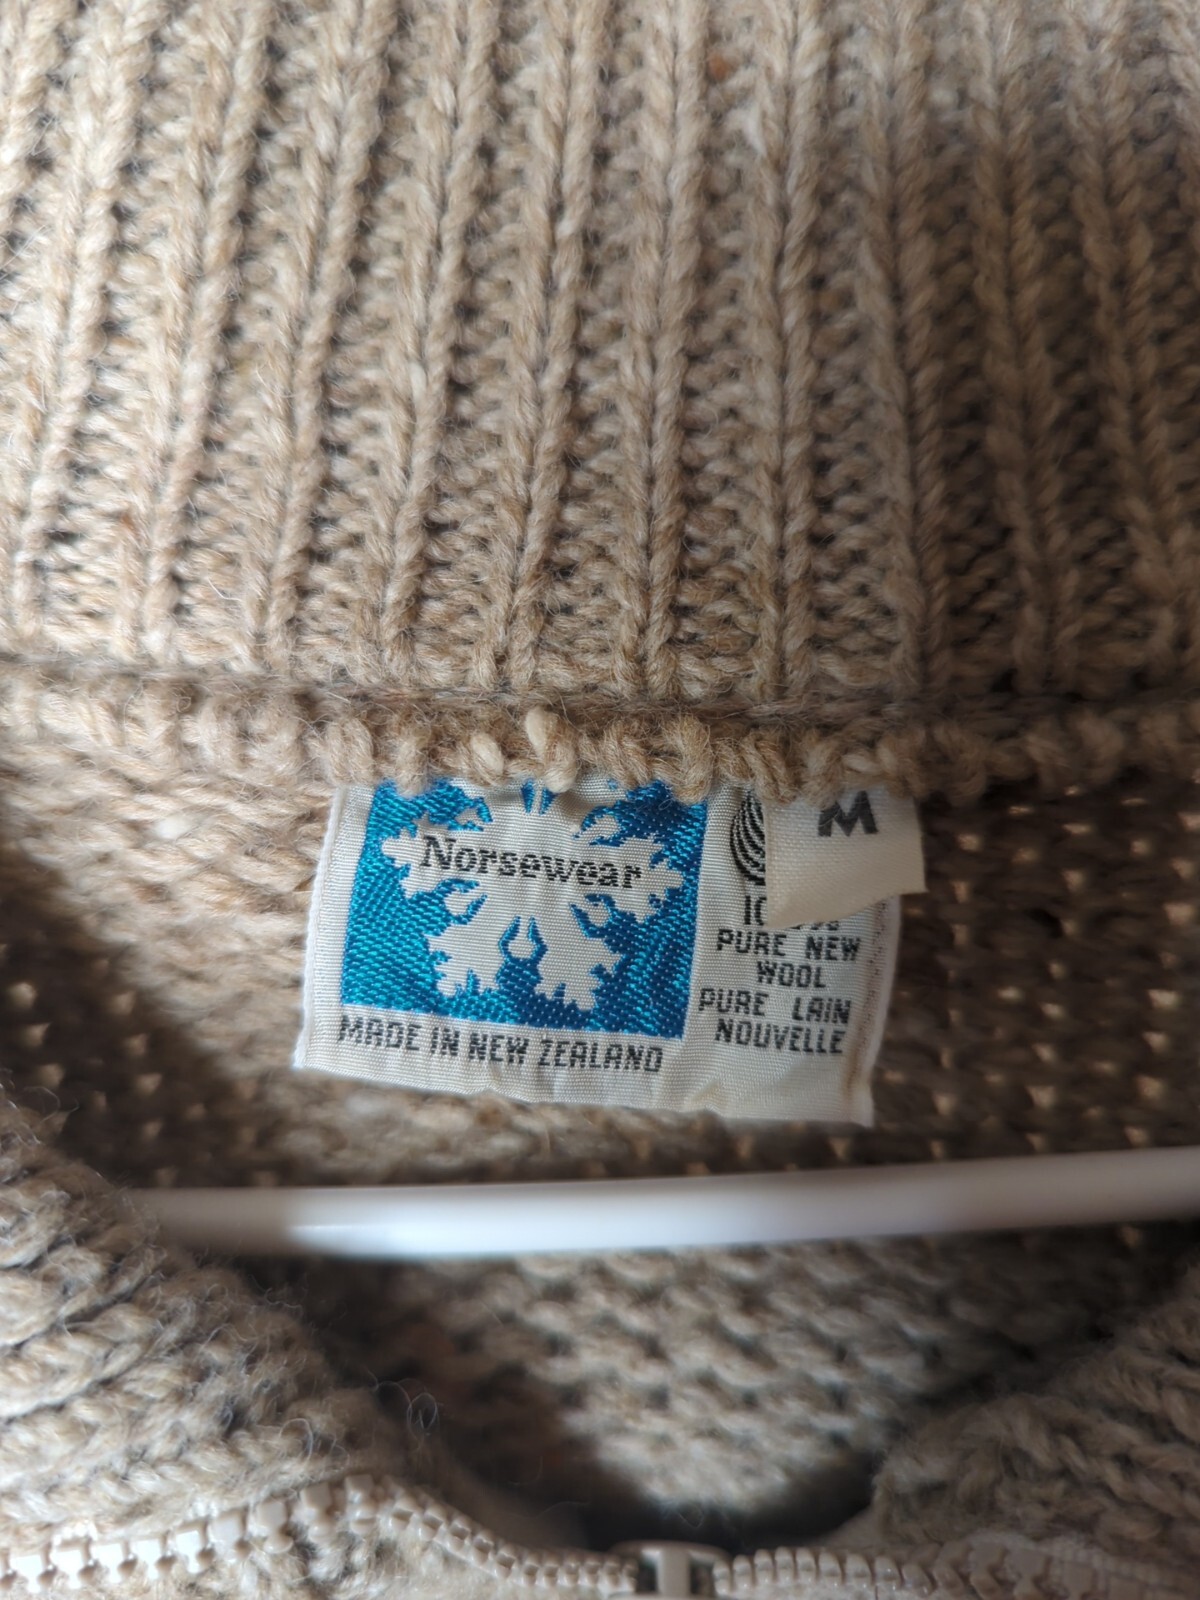 Norsewear
MADE IN NEW ZEALAND
M
PURE NEW
WOOL
PURE LAIN
NOUVELLE